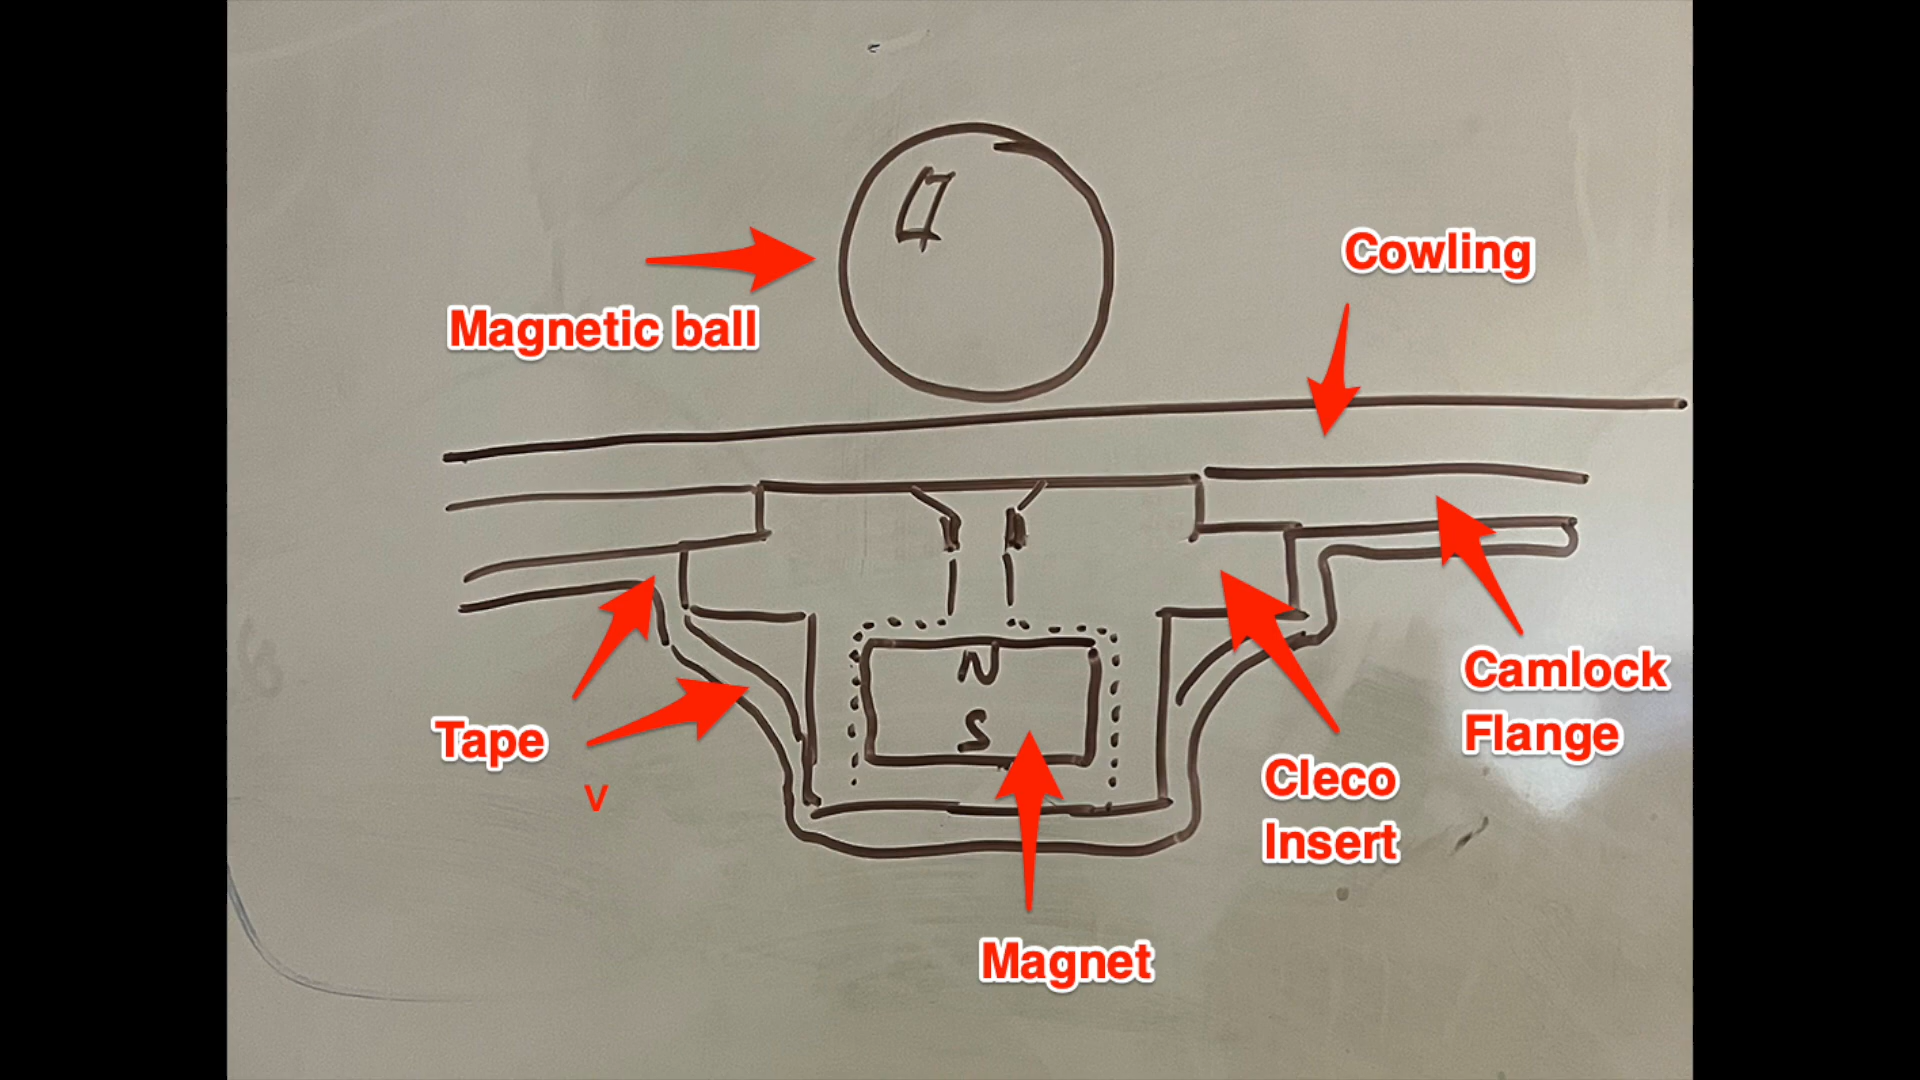 Cowling
Magnetic ball
Camlock
Flange
Tape
V
Cleco
Insert
N
S
Magnet